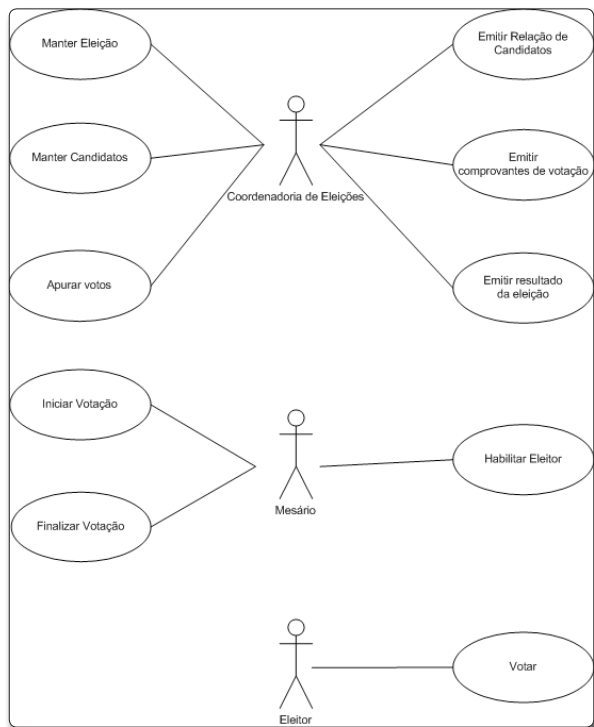 Manter Eleição
Emitir Relação de
Candidatos
Manter Candidatos
Emitir
comprovantes de votação
Coordenadoria de Eleições
Apurar votos
Emitir resultado
da eleição
Iniciar Votação
Habilitar Eleitor
Mesário
Finalizar Votação
Votar
Eleitor